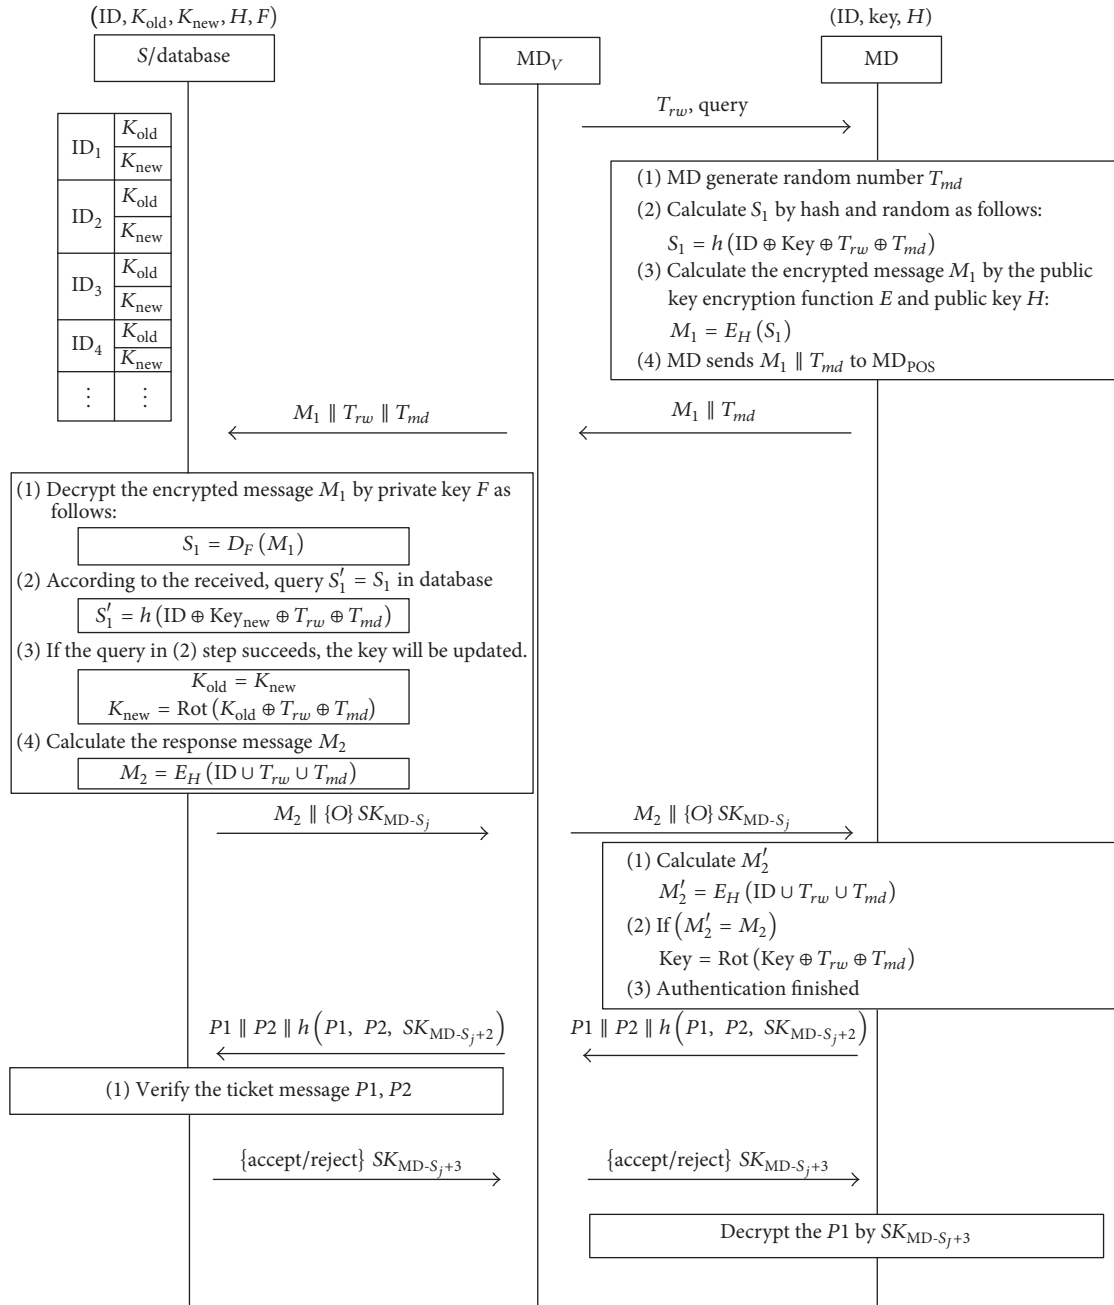 (ID, K_old, K_new, H, F)
(ID, key, H)
S/database
MD_V
MD
T_rw, query
ID_1
K_old
K_new
ID_2
K_old
K_new
ID_3
K_old
K_new
ID_4
K_old
K_new
⋮
⋮
(1) MD generate random number T_md
(2) Calculate S_1 by hash and random as follows:
S_1 = h (ID ⊕ Key ⊕ T_rw ⊕ T_md)
(3) Calculate the encrypted message M_1 by the public
key encryption function E and public key H:
M_1 = E_H (S_1)
(4) MD sends M_1 ∥ T_md to MD_POS
M_1 ∥ T_rw ∥ T_md
M_1 ∥ T_md
(1) Decrypt the encrypted message M_1 by private key F as
follows:
S_1 = D_F (M_1)
(2) According to the received, query S_1′ = S_1 in database
S_1′ = h (ID ⊕ Key_new ⊕ T_rw ⊕ T_md)
(3) If the query in (2) step succeeds, the key will be updated.
K_old = K_new
K_new = Rot (K_old ⊕ T_rw ⊕ T_md)
(4) Calculate the response message M_2
M_2 = E_H (ID ∪ T_rw ∪ T_md)
M_2 ∥ {O} SK_MD-S_j
M_2 ∥ {O} SK_MD-S_j
(1) Calculate M_2′
M_2′ = E_H (ID ∪ T_rw ∪ T_md)
(2) If (M_2′ = M_2)
Key = Rot (Key ⊕ T_rw ⊕ T_md)
(3) Authentication finished
P1 ∥ P2 ∥ h (P1, P2, SK_MD-S_j+2)
P1 ∥ P2 ∥ h (P1, P2, SK_MD-S_j+2)
(1) Verify the ticket message P1, P2
{accept/reject} SK_MD-S_j+3
{accept/reject} SK_MD-S_j+3
Decrypt the P1 by SK_MD-S_J+3